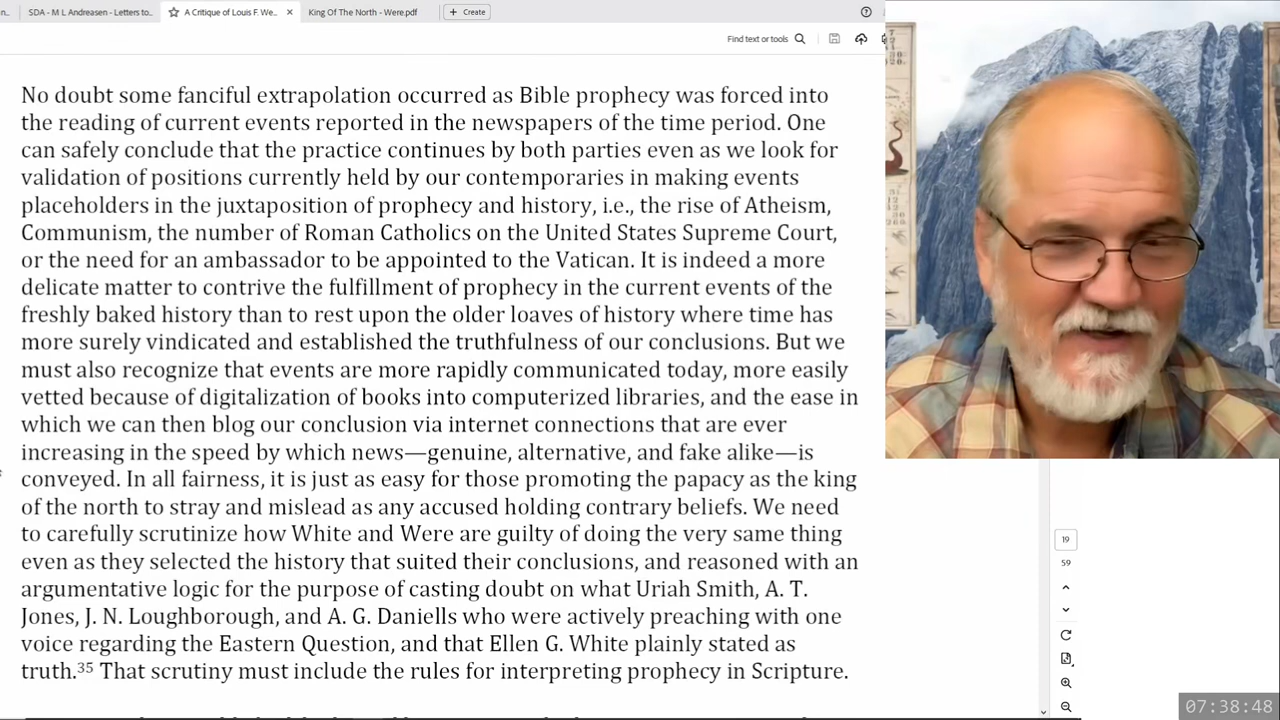 SDA - M L Andreasen - Letters to...
A Critique of Louis F. We...
King Of The North - Were.pdf
Create
Find text or tools
No doubt some fanciful extrapolation occurred as Bible prophecy was forced into
the reading of current events reported in the newspapers of the time period. One
can safely conclude that the practice continues by both parties even as we look for
validation of positions currently held by our contemporaries in making events
placeholders in the juxtaposition of prophecy and history, i.e., the rise of Atheism,
Communism, the number of Roman Catholics on the United States Supreme Court,
or the need for an ambassador to be appointed to the Vatican. It is indeed a more
delicate matter to contrive the fulfillment of prophecy in the current events of the
freshly baked history than to rest upon the older loaves of history where time has
more surely vindicated and established the truthfulness of our conclusions. But we
must also recognize that events are more rapidly communicated today, more easily
vetted because of digitalization of books into computerized libraries, and the ease in
which we can then blog our conclusion via internet connections that are ever
increasing in the speed by which news—genuine, alternative, and fake alike—is
conveyed. In all fairness, it is just as easy for those promoting the papacy as the king
of the north to stray and mislead as any accused holding contrary beliefs. We need
to carefully scrutinize how White and Were are guilty of doing the very same thing
even as they selected the history that suited their conclusions, and reasoned with an
argumentative logic for the purpose of casting doubt on what Uriah Smith, A. T.
Jones, J. N. Loughborough, and A. G. Daniells who were actively preaching with one
voice regarding the Eastern Question, and that Ellen G. White plainly stated as
truth.35 That scrutiny must include the rules for interpreting prophecy in Scripture.
19
59
07:38:48